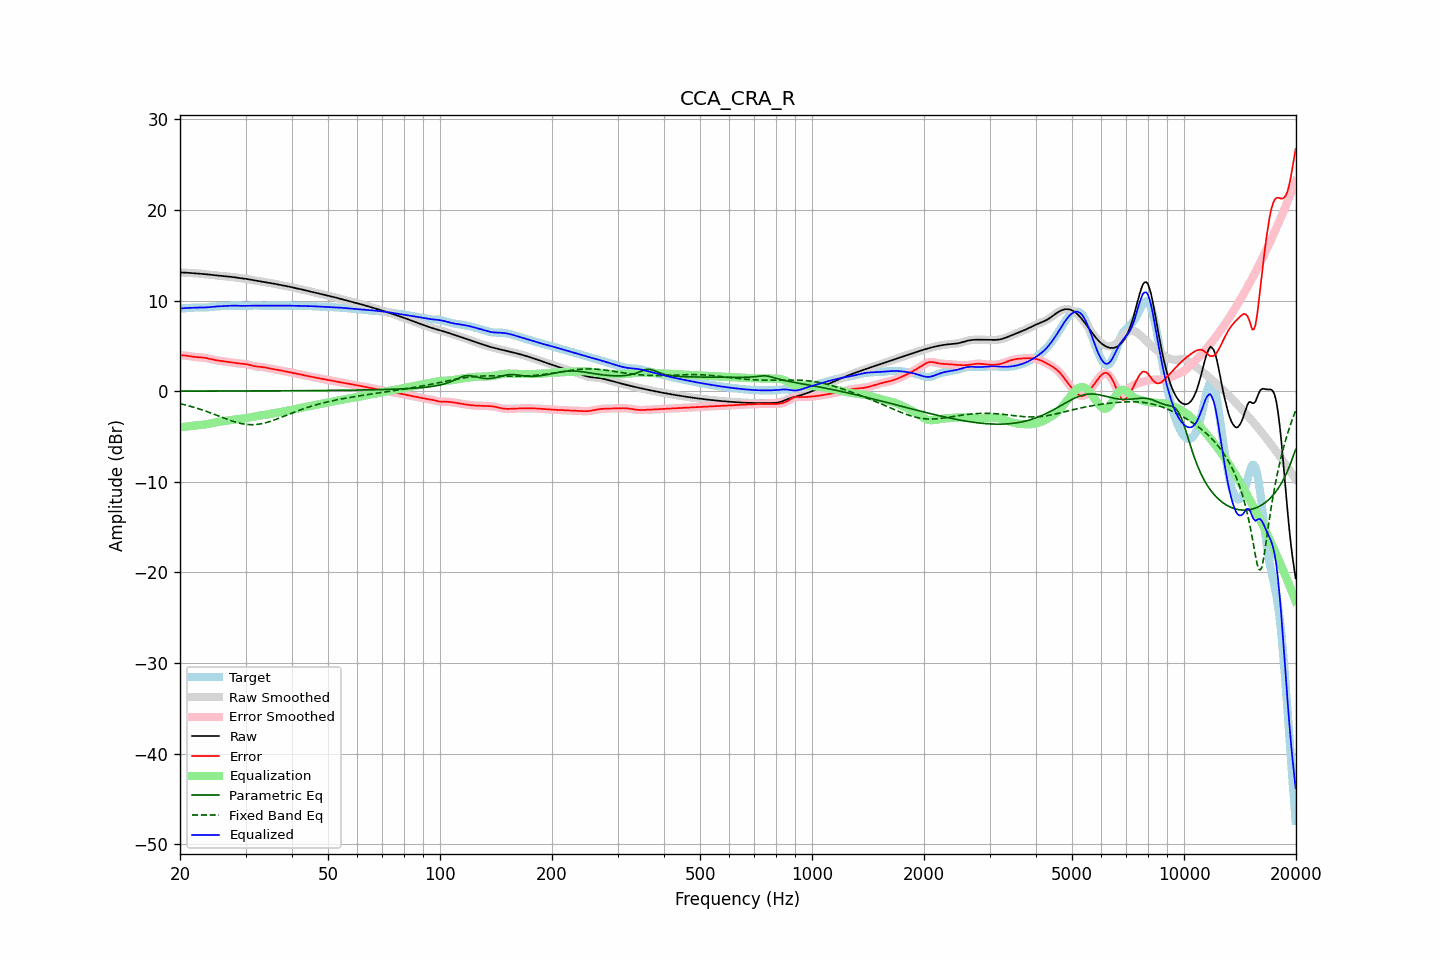 CCA_CRA_R
30
20
10
0
−10
−20
−30
−40
−50
Amplitude (dBr)
Target
Raw Smoothed
Error Smoothed
Raw
Error
Equalization
Parametric Eq
Fixed Band Eq
Equalized
20 50 100 200 500 1000 2000 5000 10000 20000
Frequency (Hz)